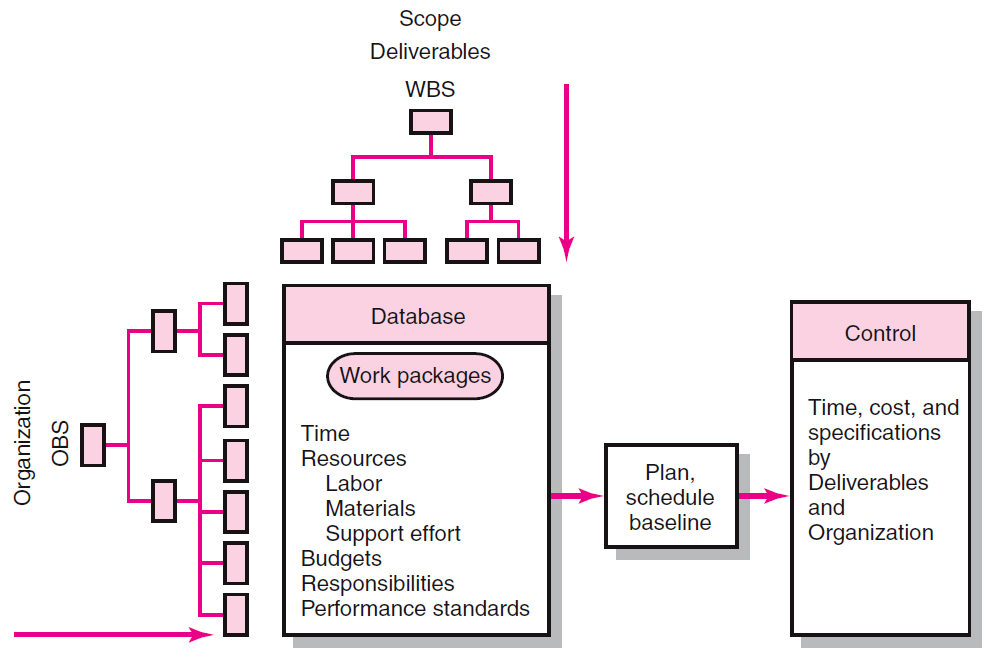 Scope
Deliverables
WBS
Organization
OBS
Database
Work packages
Time
Resources
Labor
Materials
Support effort
Budgets
Responsibilities
Performance standards
Plan,
schedule
baseline
Control
Time, cost, and
specifications
by
Deliverables
and
Organization